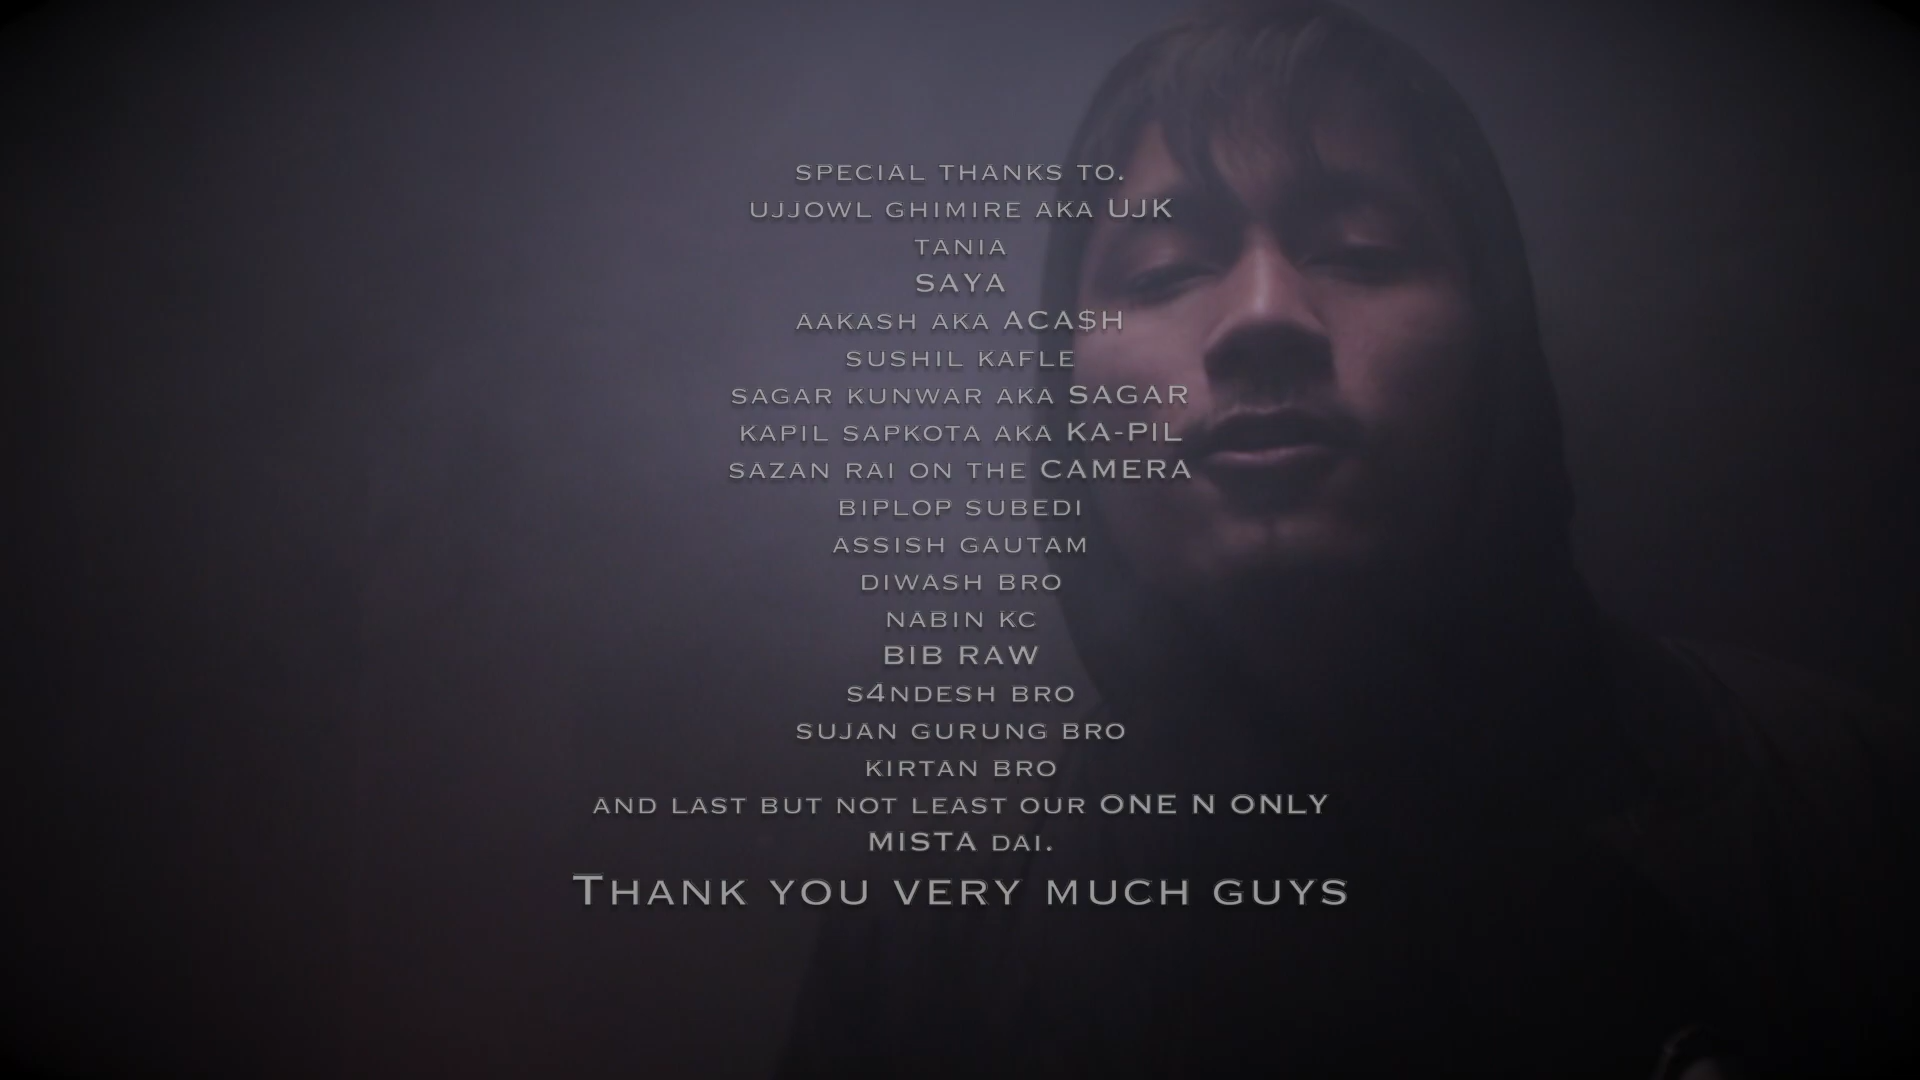 SPECIAL THANKS TO.
UJJOWL GHIMIRE AKA UJK
TANIA
SAYA
AAKASH AKA ACA$H
SUSHIL KAFLE
SAGAR KUNWAR AKA SAGAR
KAPIL SAPKOTA AKA KA-PIL
SAZAN RAI ON THE CAMERA
BIPLOP SUBEDI
ASSISH GAUTAM
DIWASH BRO
NABIN KC
BIB RAW
S4NDESH BRO
SUJAN GURUNG BRO
KIRTAN BRO
AND LAST BUT NOT LEAST OUR ONE N ONLY
MISTA DAI.
THANK YOU VERY MUCH GUYS